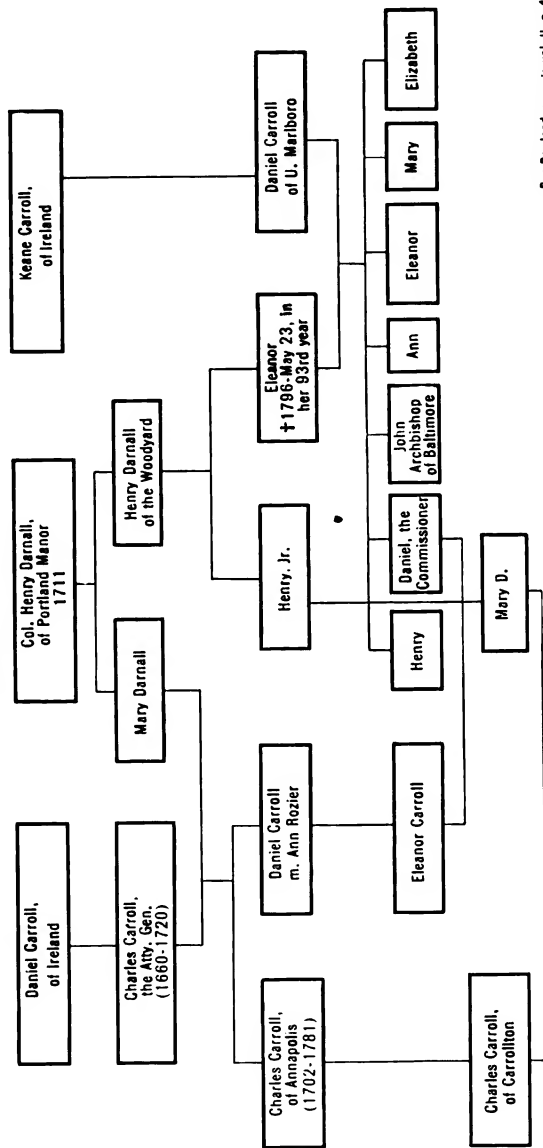 Daniel Carroll,
of Ireland
Col. Henry Darnall,
of Portland Manor
1711
Keane Carroll,
of Ireland
Charles Carroll,
the Atty. Gen.
(1660-1720)
Mary Darnall
Henry Darnall
of the Woodyard
Charles Carroll,
of Annapolis
(1702-1781)
Daniel Carroll
m. Ann Rozier
Henry. Jr.
Eleanor
†1796-May 23, In
her 93rd year
Daniel Carroll
of U. Marlboro
Charles Carroll,
of Carrollton
Eleanor Carroll
Henry
Daniel, the
Commissioner
John
Archbishop
of Baltimore
Ann
Eleanor
Mary
Elizabeth
Mary D.